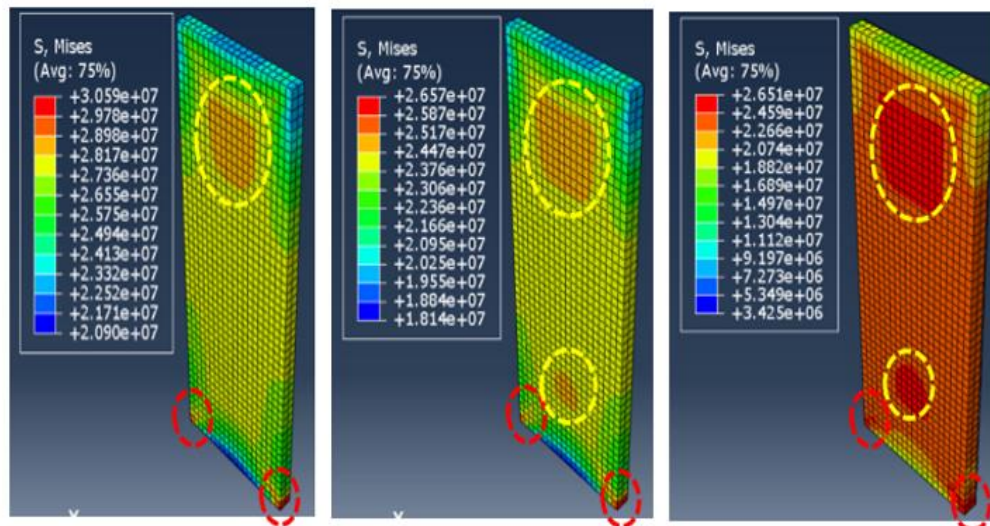 S, Mises
(Avg: 75%)
+3.059e+07
+2.978e+07
+2.898e+07
+2.817e+07
+2.736e+07
+2.655e+07
+2.575e+07
+2.494e+07
+2.413e+07
+2.332e+07
+2.252e+07
+2.171e+07
+2.090e+07
S, Mises
(Avg: 75%)
+2.657e+07
+2.587e+07
+2.517e+07
+2.447e+07
+2.376e+07
+2.306e+07
+2.236e+07
+2.166e+07
+2.095e+07
+2.025e+07
+1.955e+07
+1.884e+07
+1.814e+07
S, Mises
(Avg: 75%)
+2.651e+07
+2.459e+07
+2.266e+07
+2.074e+07
+1.882e+07
+1.689e+07
+1.497e+07
+1.304e+07
+1.112e+07
+9.197e+06
+7.273e+06
+5.349e+06
+3.425e+06